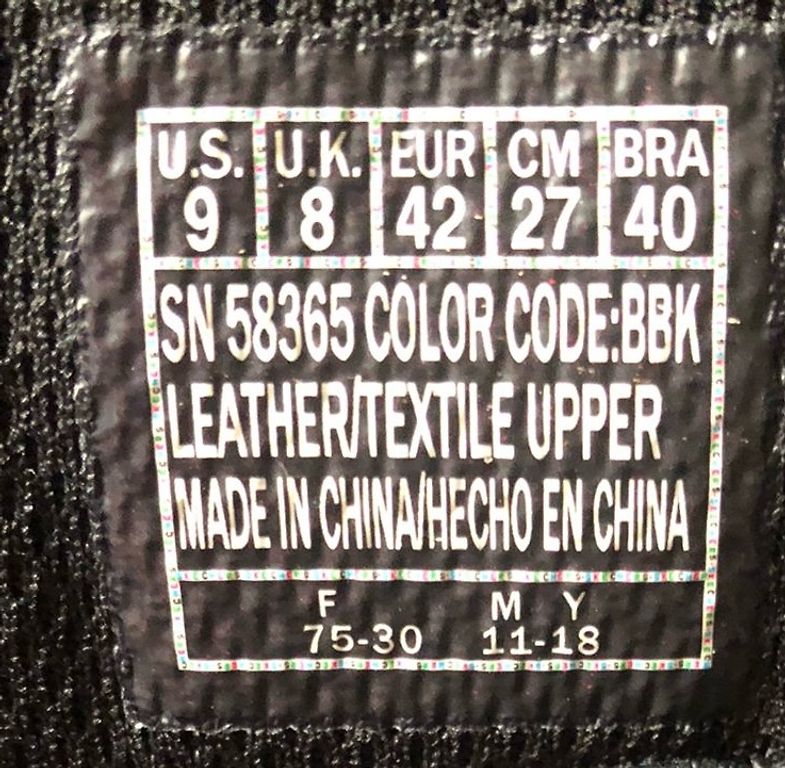 U.S. U.K. EUR CM BRA
9 8 42 27 40
SN 58365 COLOR CODE:BBK
LEATHER/TEXTILE UPPER
MADE IN CHINA/HECHO EN CHINA
F M Y
75-30 11-18